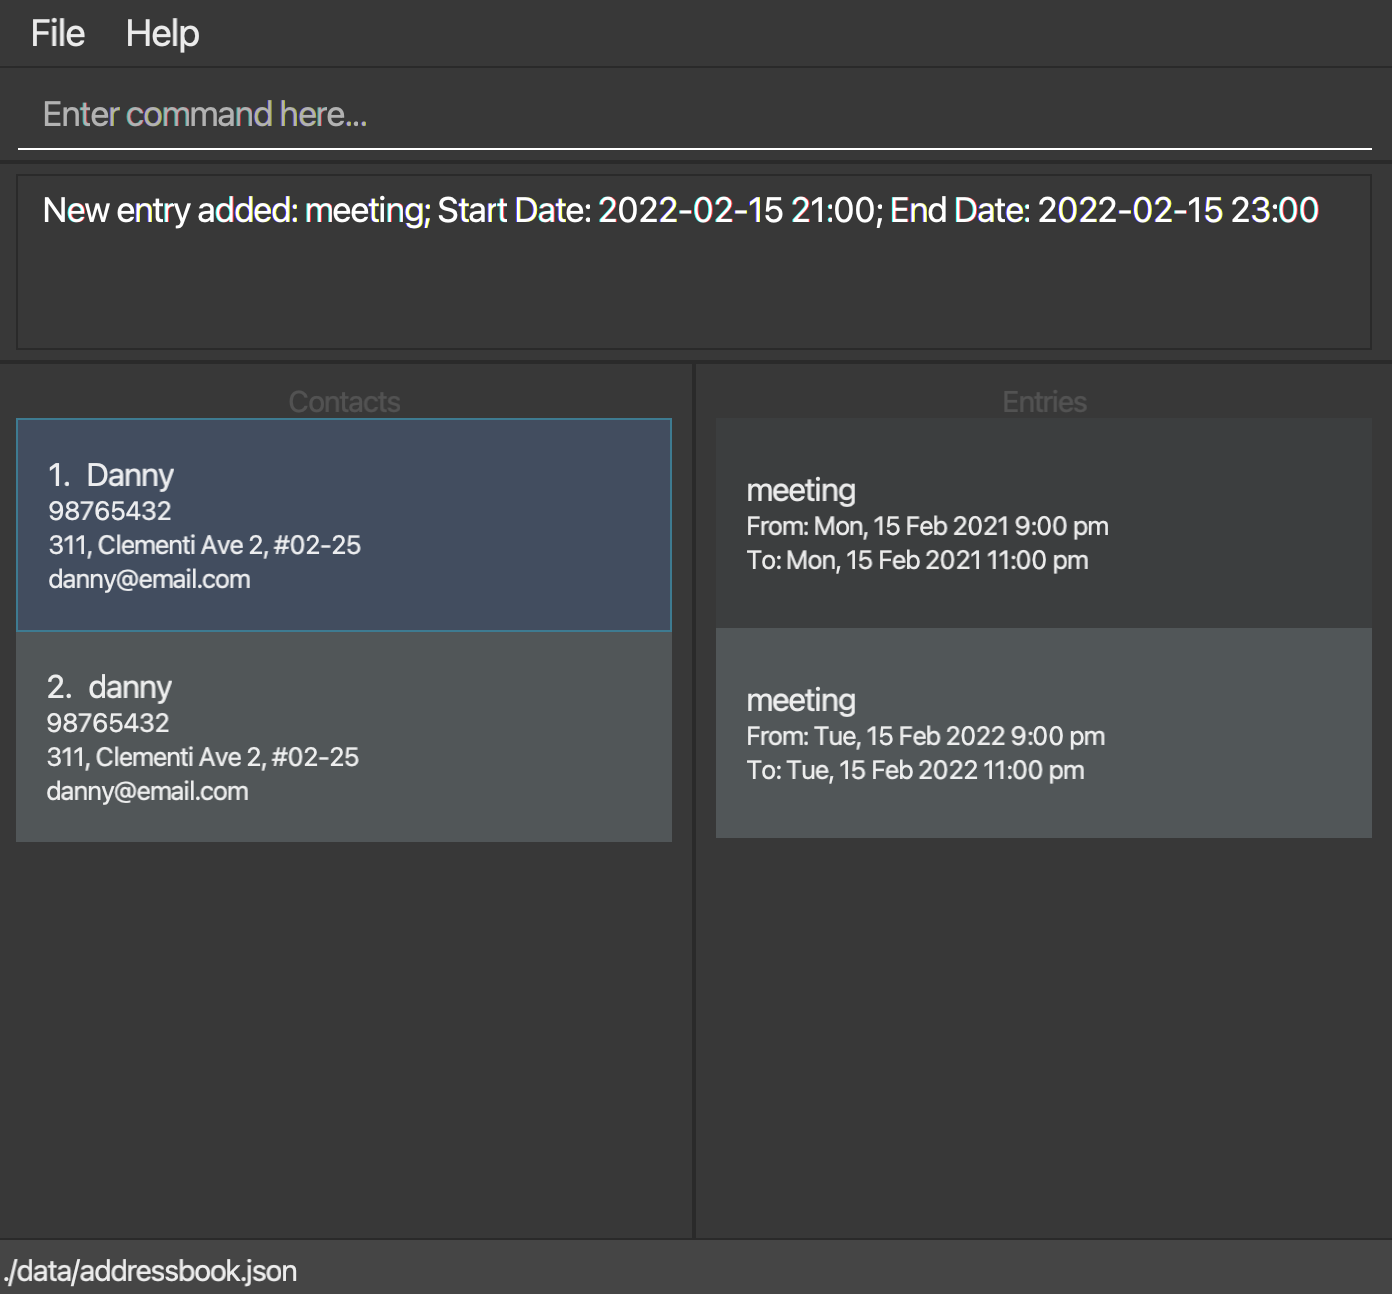 File Help
Enter command here...
New entry added: meeting; Start Date: 2022-02-15 21:00; End Date: 2022-02-15 23:00
Contacts
1. Danny
98765432
311, Clementi Ave 2, #02-25
danny@email.com
2. danny
98765432
311, Clementi Ave 2, #02-25
danny@email.com
Entries
meeting
From: Mon, 15 Feb 2021 9:00 pm
To: Mon, 15 Feb 2021 11:00 pm
meeting
From: Tue, 15 Feb 2022 9:00 pm
To: Tue, 15 Feb 2022 11:00 pm
./data/addressbook.json